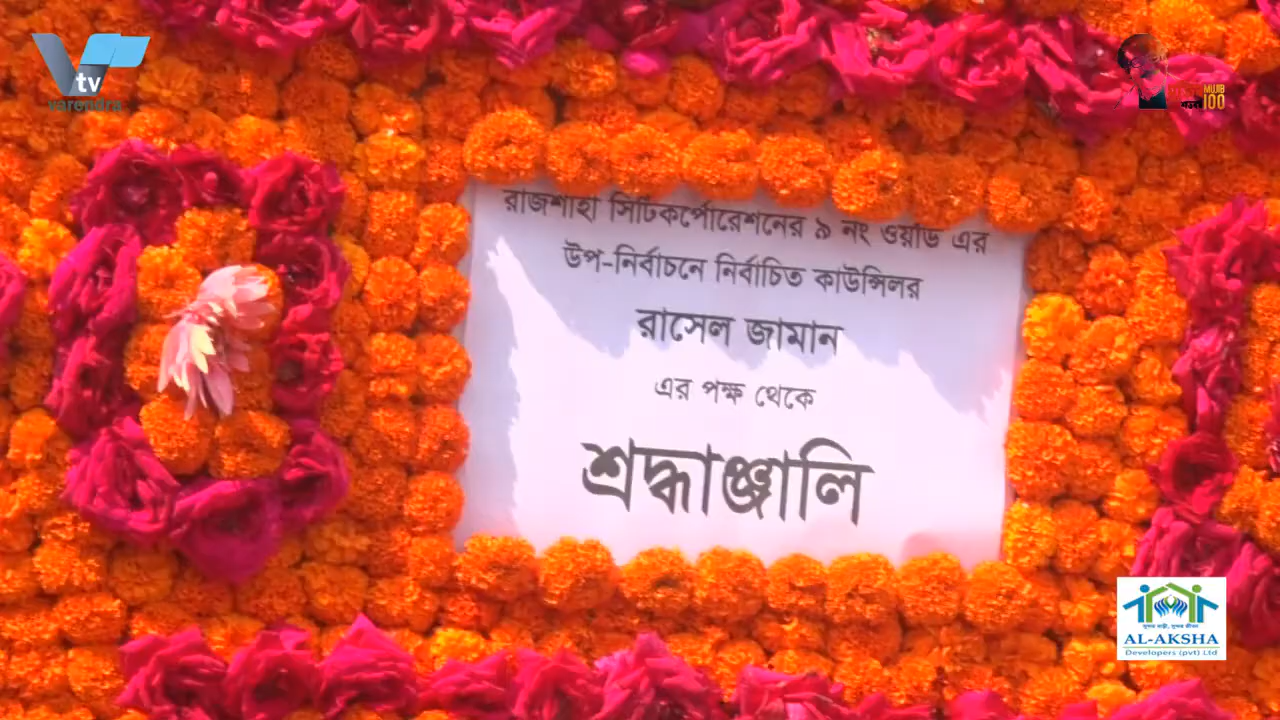 tv
varendra
MUJIB
100
রাজশাহী সিটিকর্পোরেশনের ৯ নং ওয়ার্ড এর
উপ-নির্বাচনে নির্বাচিত কাউন্সিলর
রাসেল জামান
এর পক্ষ থেকে
শ্রদ্ধাঞ্জালি
AL-AKSHA
Developers (pvt) Ltd